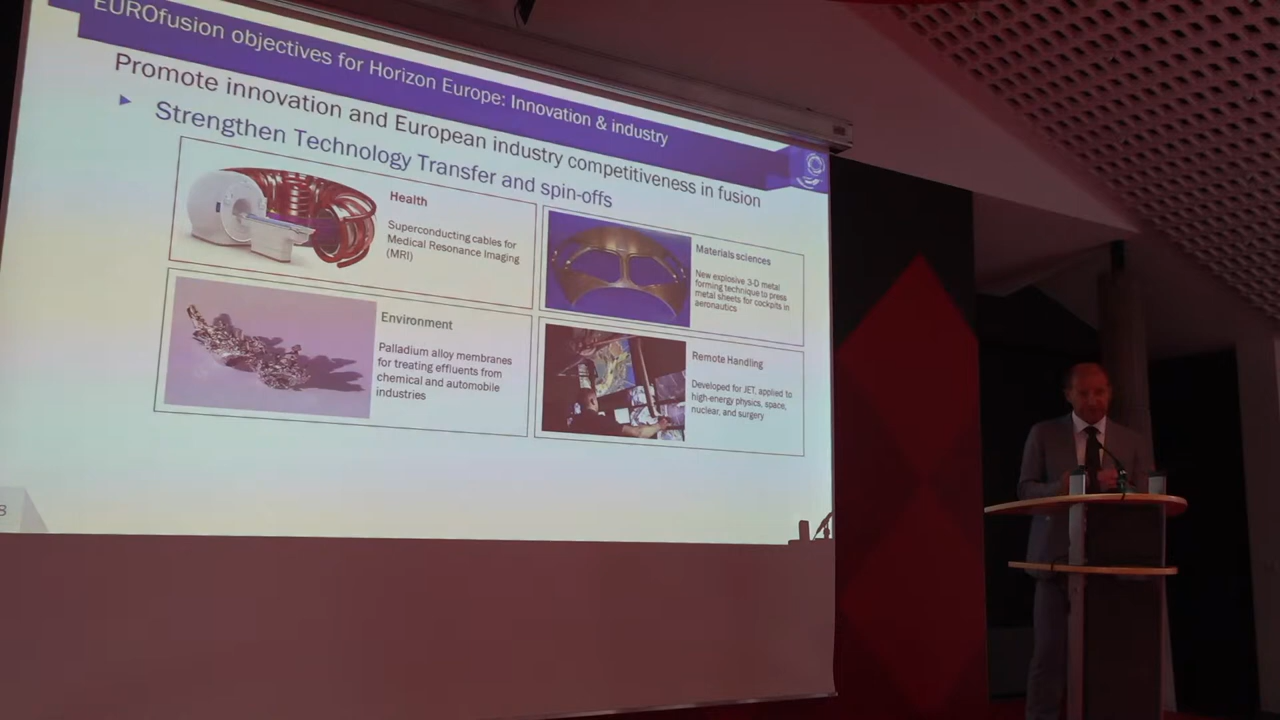 EUROfusion objectives for Horizon Europe: Innovation & industry
Promote innovation and European industry competitiveness in fusion
Strengthen Technology Transfer and spin-offs
Health
Superconducting cables for
Medical Resonance Imaging
(MRI)
Materials sciences
New explosive 3-D metal
forming technique to press
metal sheets for cockpits in
aeronautics
Environment
Palladium alloy membranes
for treating effluents from
chemical and automobile
industries
Remote Handling
Developed for JET, applied to
high-energy physics, space,
nuclear, and surgery
8